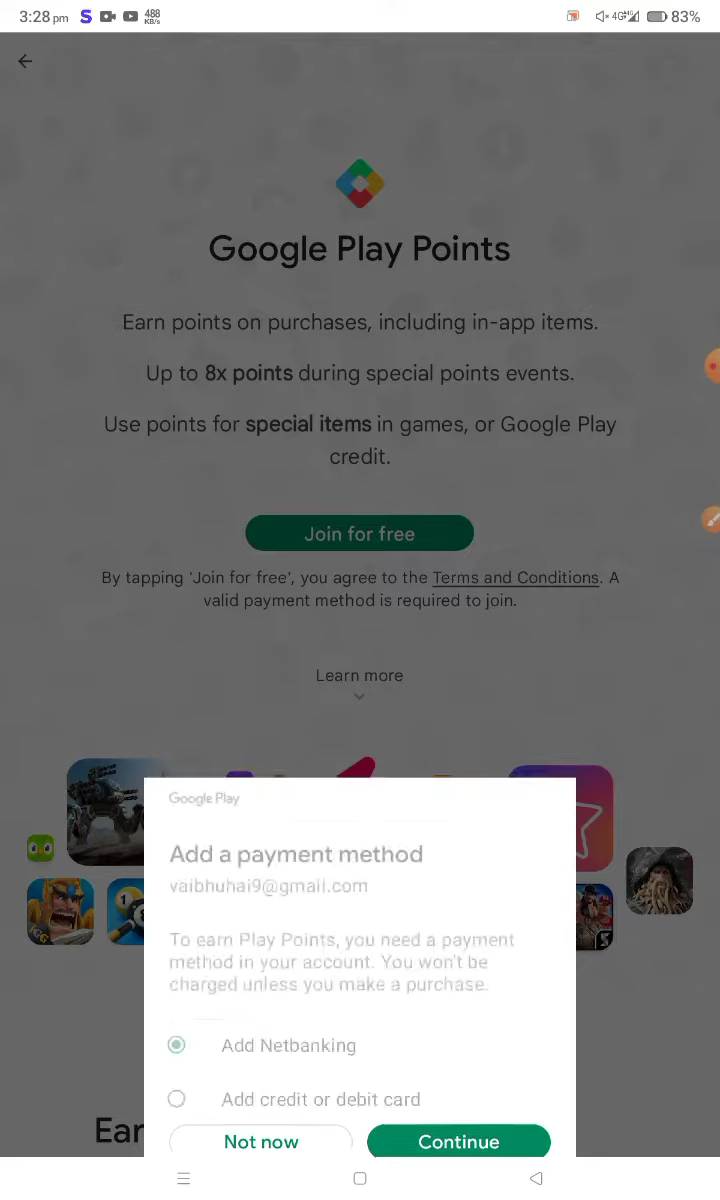 3:28 pm S 488 KB/s 4G 83%
Google Play Points
Earn points on purchases, including in-app items.
Up to 8x points during special points events.
Use points for special items in games, or Google Play
credit.
Join for free
By tapping 'Join for free', you agree to the Terms and Conditions. A
valid payment method is required to join.
Learn more
Google Play
Add a payment method
vaibhuhai9@gmail.com
To earn Play Points, you need a payment
method in your account. You won't be
charged unless you make a purchase.
Add Netbanking
Add credit or debit card
Ear
Not now Continue